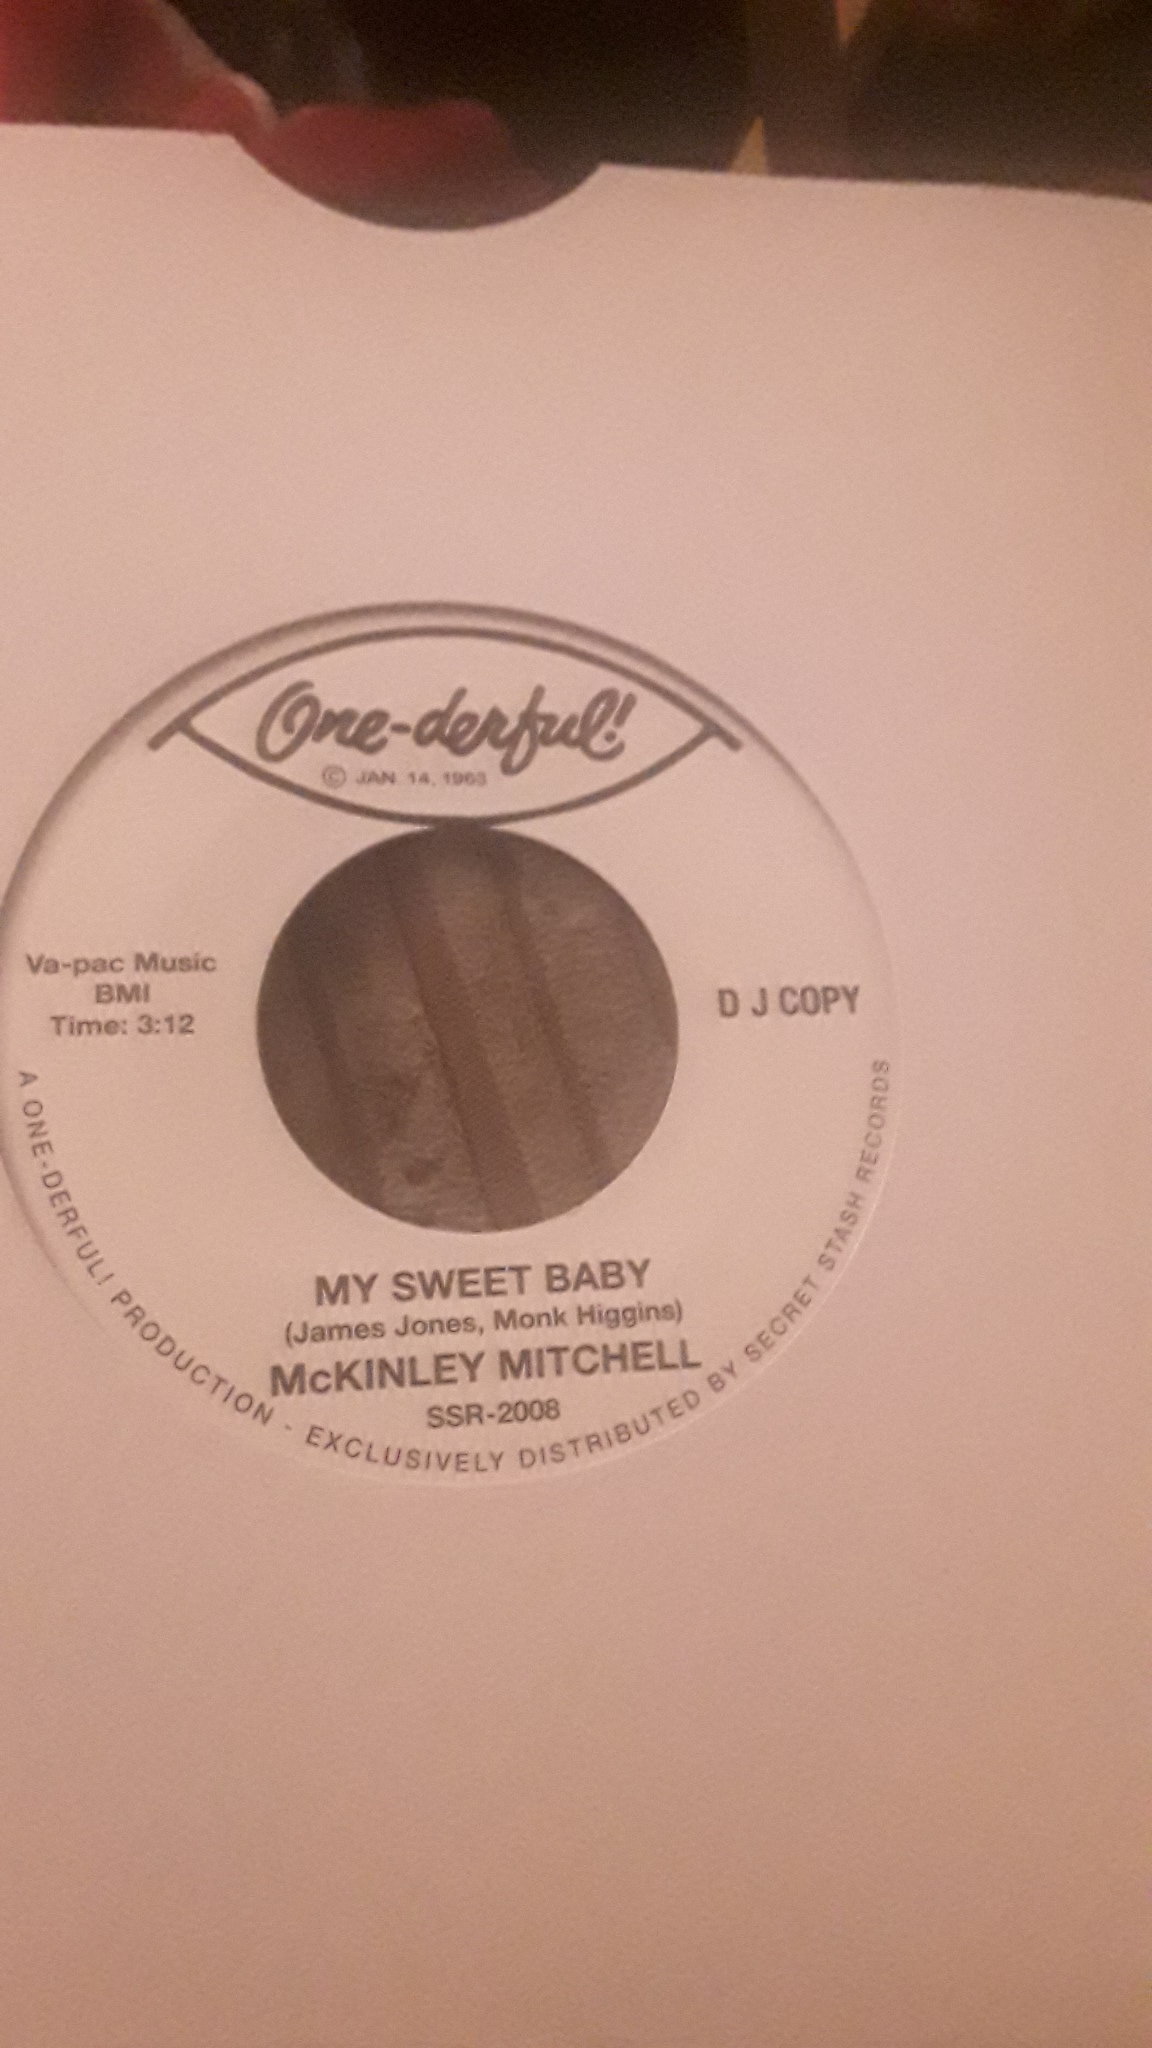 One-derful!
© JAN. 14, 1963
Va-pac Music
BMI
Time: 3:12
D J COPY
MY SWEET BABY
(James Jones, Monk Higgins)
McKINLEY MITCHELL
SSR-2008
A ONE-DERFUL! PRODUCTION - EXCLUSIVELY DISTRIBUTED BY SECRET STASH RECORDS